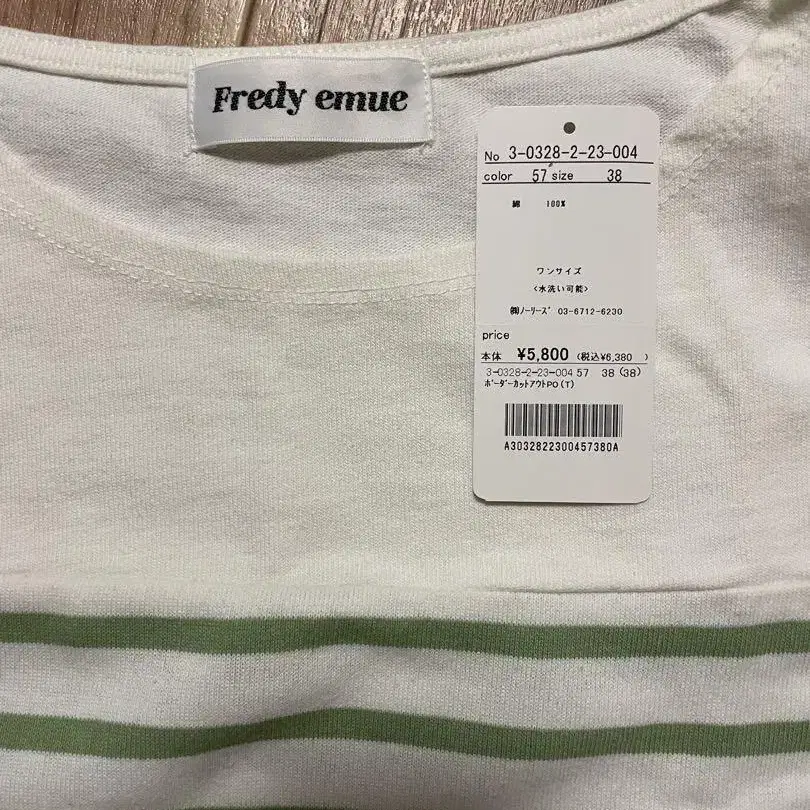 Fredy emue
No 3-0328-2-23-004
color 57 size 38
綿 100%
ワンサイズ
<水洗い可能>
㈱ノーリーズ 03-6712-6230
price
本体 ¥5,800 (税込¥6,380 )
3-0328-2-23-004 57 38 (38)
ボーダーカットアウトPO(T)
A3032822300457380A